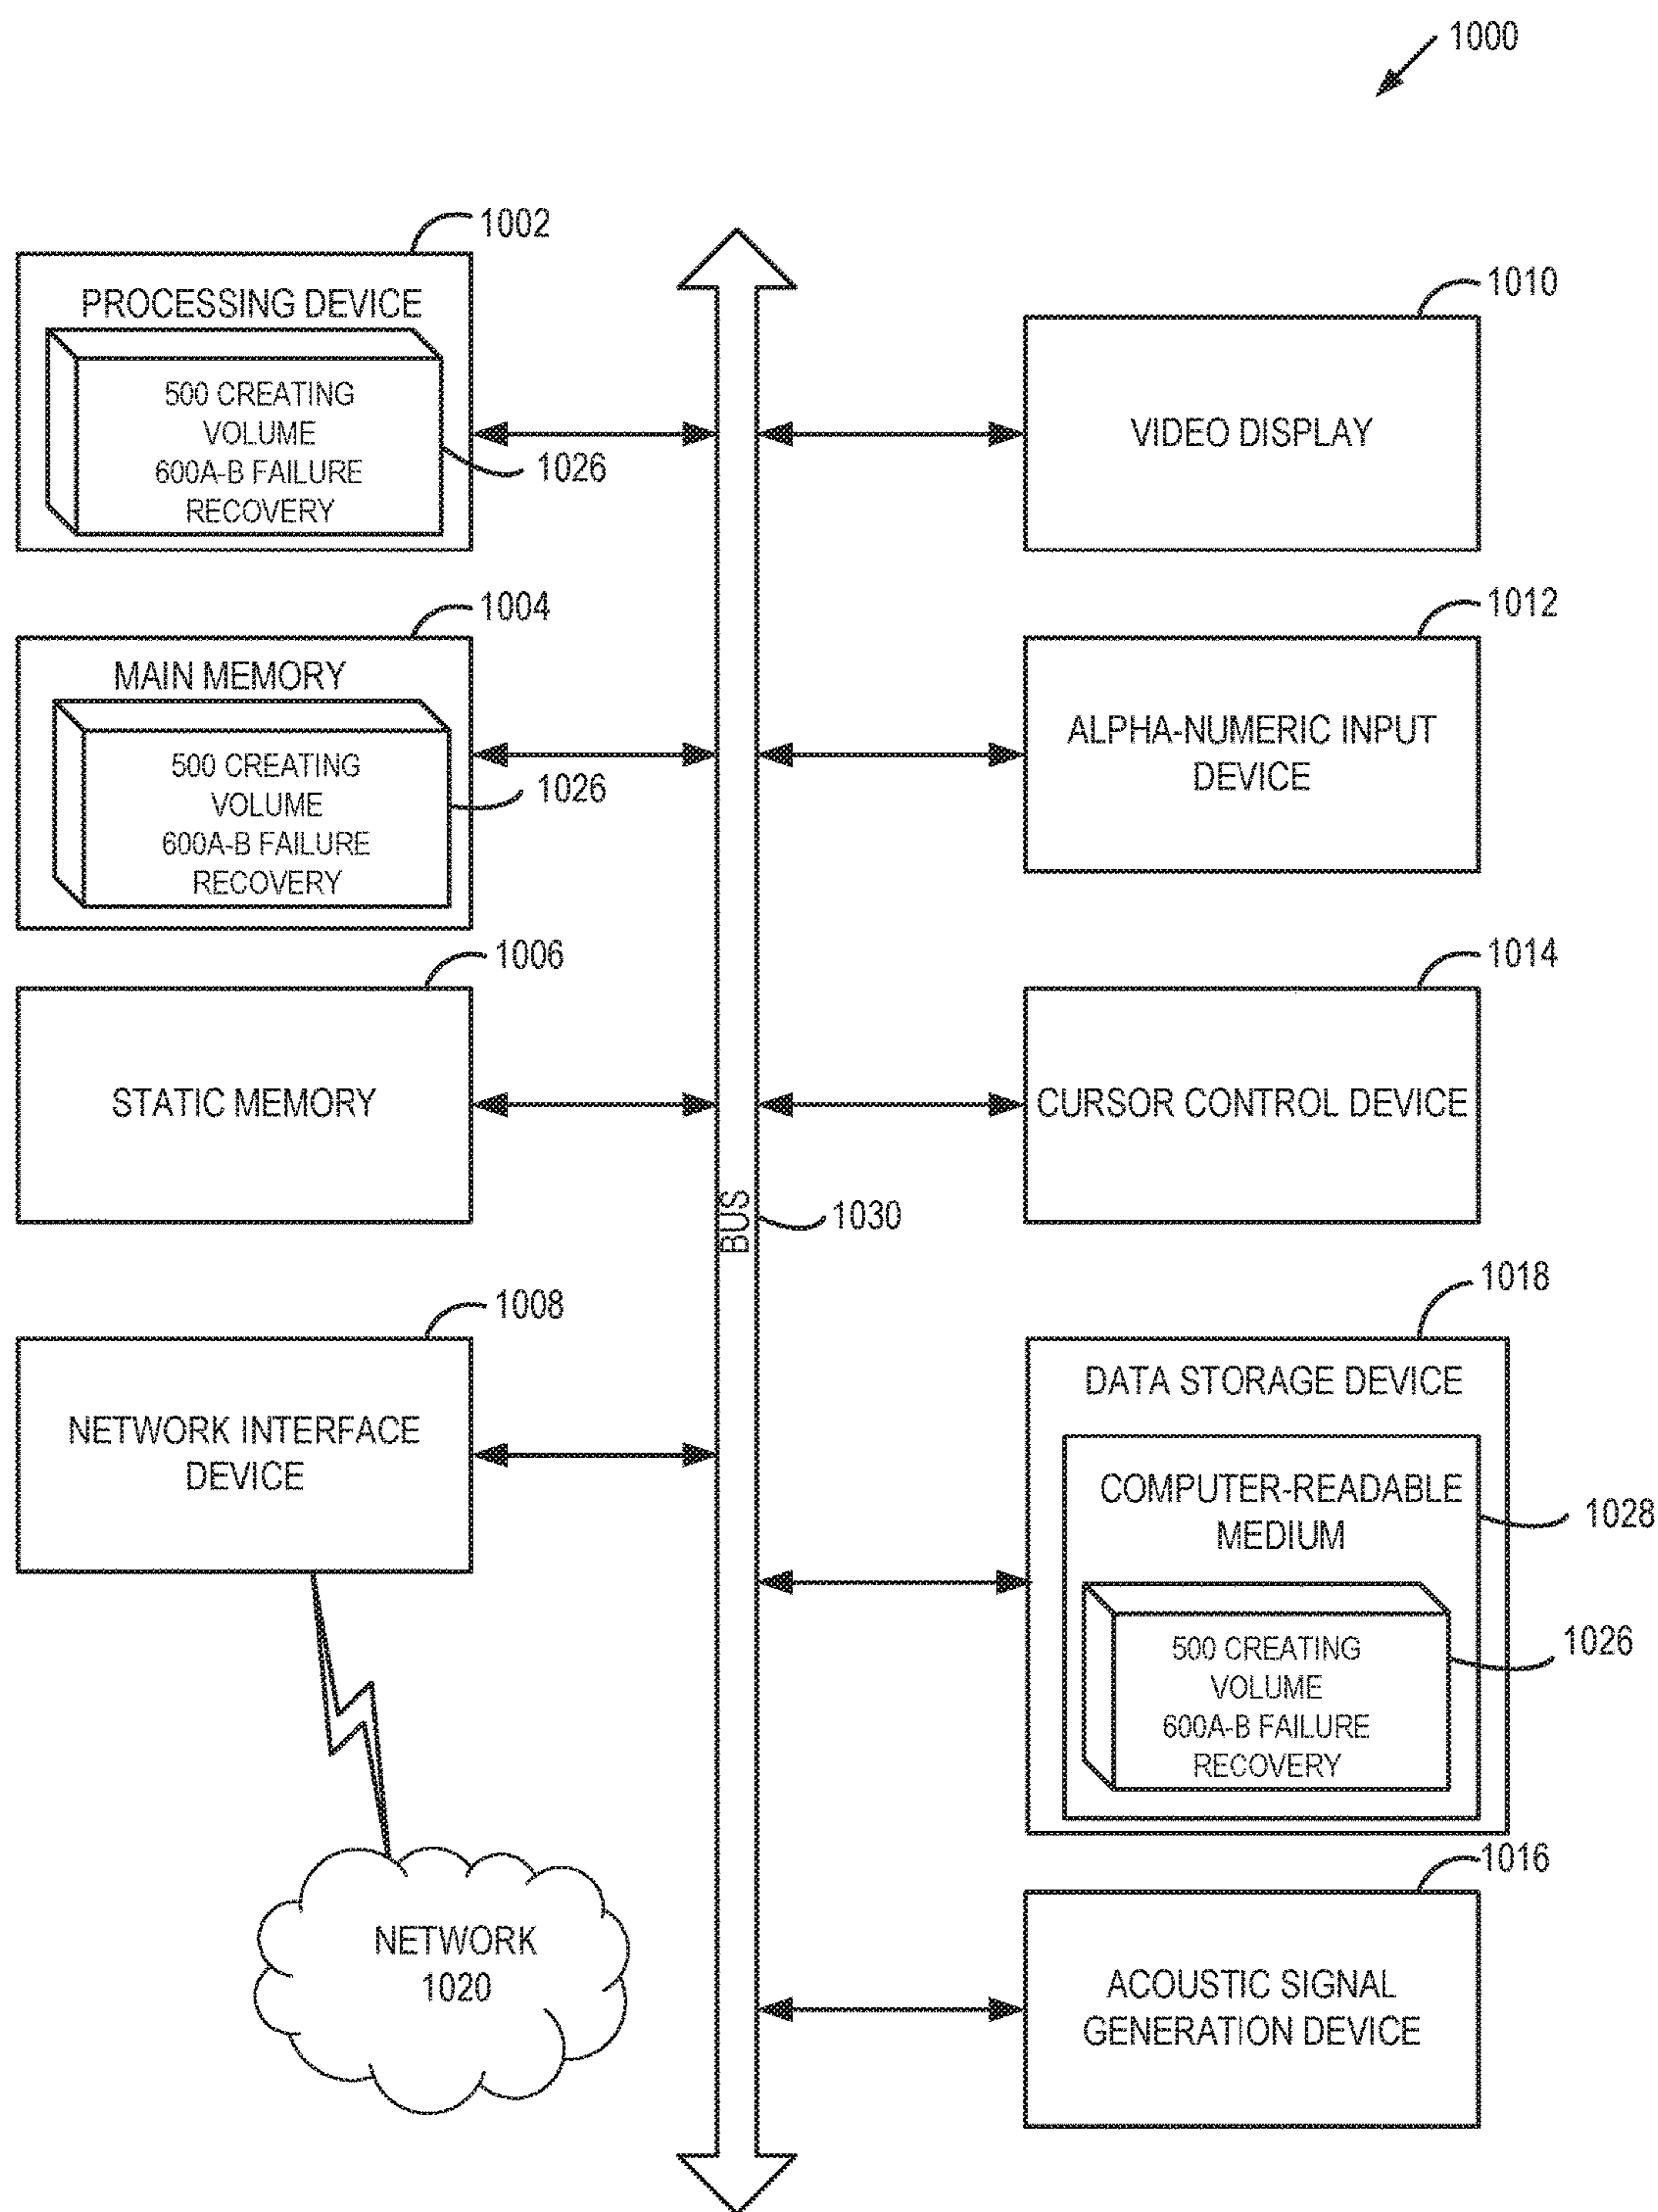 1000
1002
PROCESSING DEVICE
500 CREATING
VOLUME
600A-B FAILURE
RECOVERY
1026
1010
VIDEO DISPLAY
1004
MAIN MEMORY
500 CREATING
VOLUME
600A-B FAILURE
RECOVERY
1026
1012
ALPHA-NUMERIC INPUT
DEVICE
1006
STATIC MEMORY
1014
CURSOR CONTROL DEVICE
BUS
1030
1008
NETWORK INTERFACE
DEVICE
1018
DATA STORAGE DEVICE
COMPUTER-READABLE
MEDIUM
1028
500 CREATING
VOLUME
600A-B FAILURE
RECOVERY
1026
NETWORK
1020
1016
ACOUSTIC SIGNAL
GENERATION DEVICE